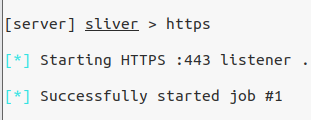 [server] sliver > https
[*] Starting HTTPS :443 listener .
[*] Successfully started job #1